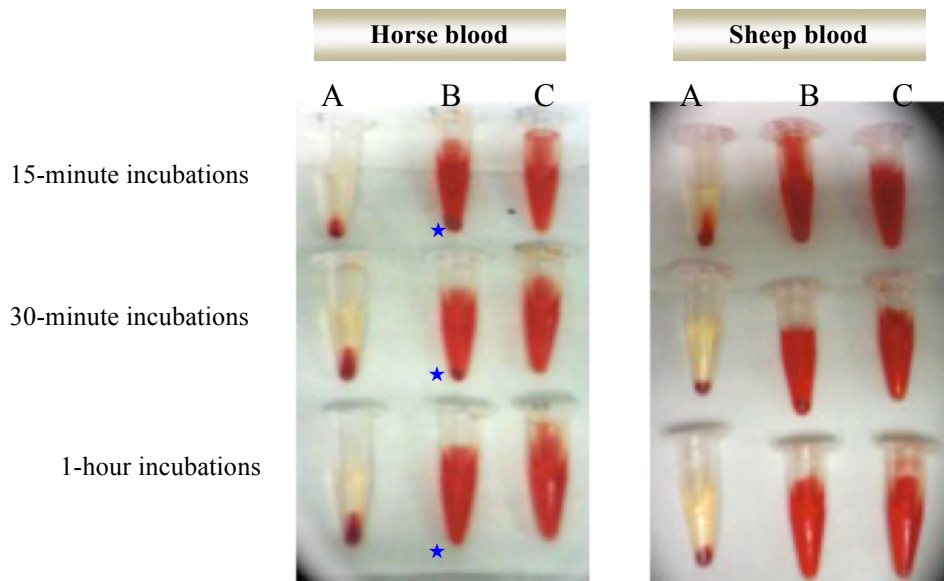 Horse blood
Sheep blood
A
B
C
A
B
C
15-minute incubations
30-minute incubations
1-hour incubations